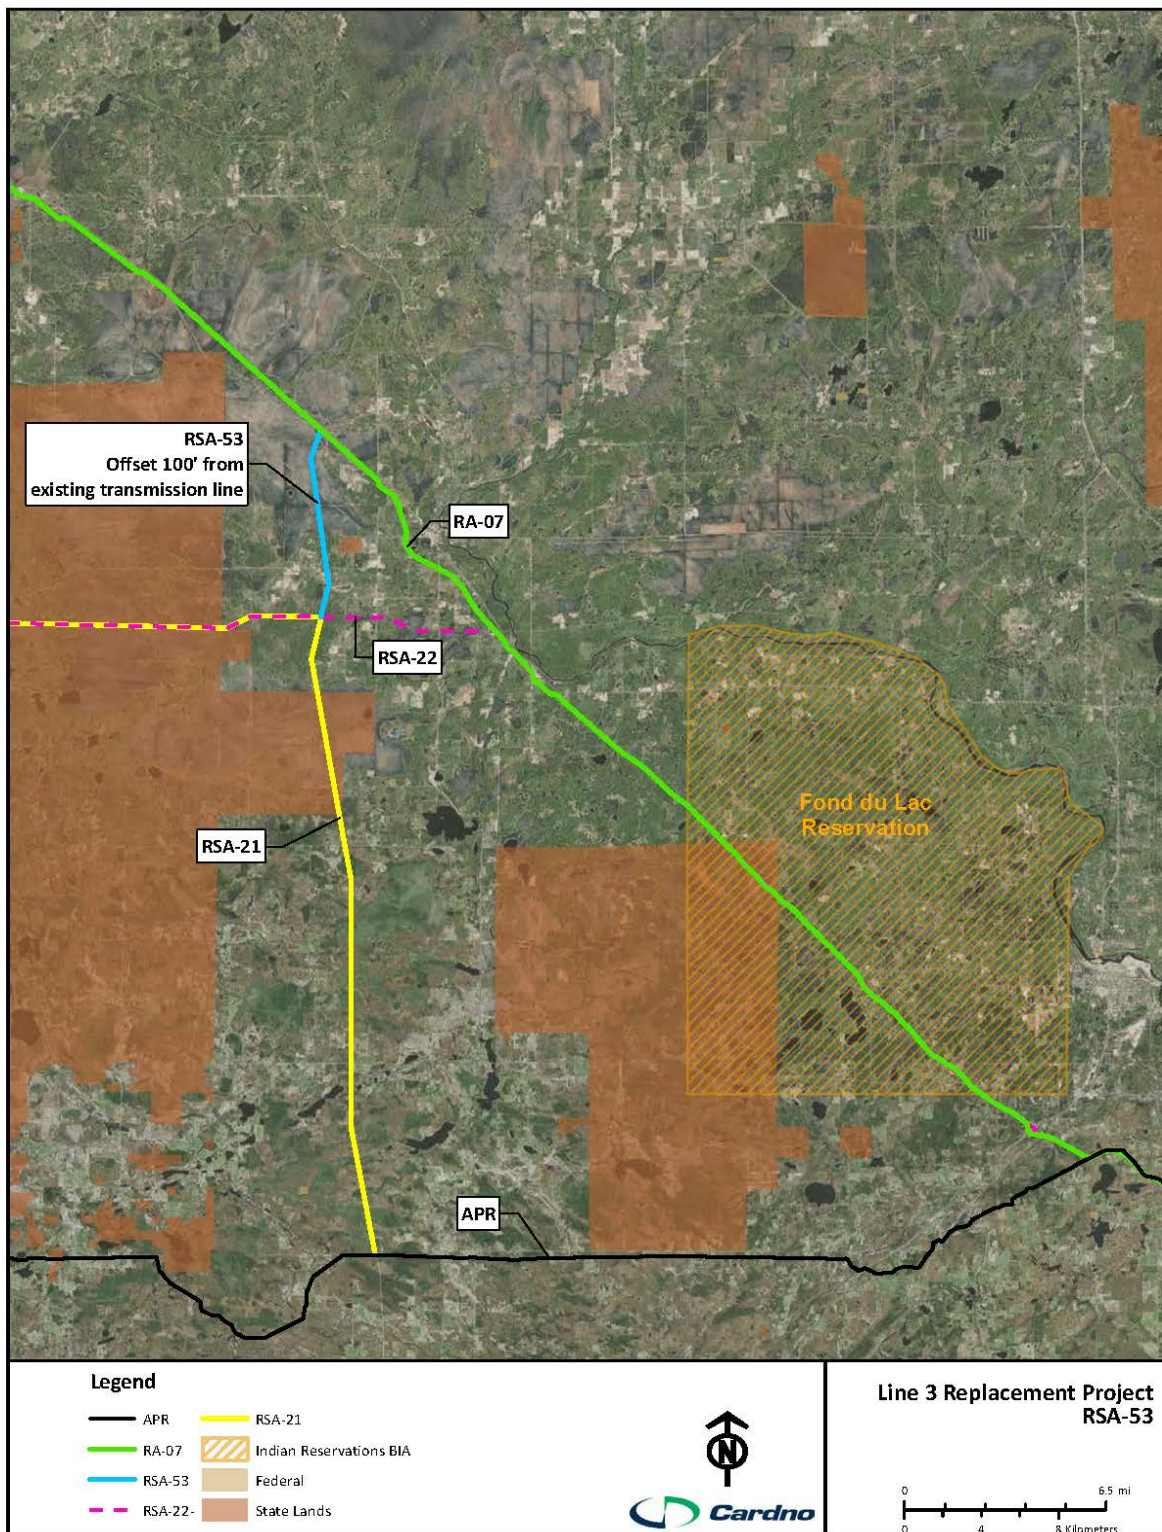 RSA-53
Offset 100' from
existing transmission line
RA-07
RSA-22
Fond du Lac
Reservation
RSA-21
APR
Legend
APR
RA-07
RSA-53
RSA-22-
RSA-21
Indian Reservations BIA
Federal
State Lands
N
Cardno
Line 3 Replacement Project
RSA-53
0 6.5 mi
0 4 8 Kilometers